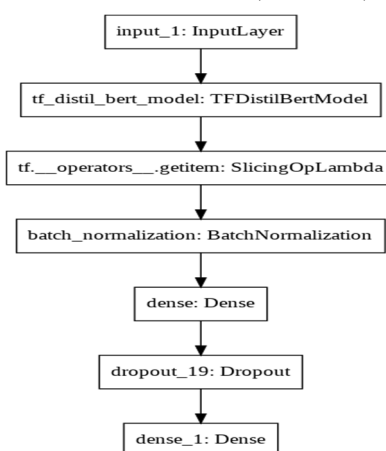 input_1: InputLayer
tf_distil_bert_model: TFDistilBertModel
tf.__operators__.getitem: SlicingOpLambda
batch_normalization: BatchNormalization
dense: Dense
dropout_19: Dropout
dense_1: Dense